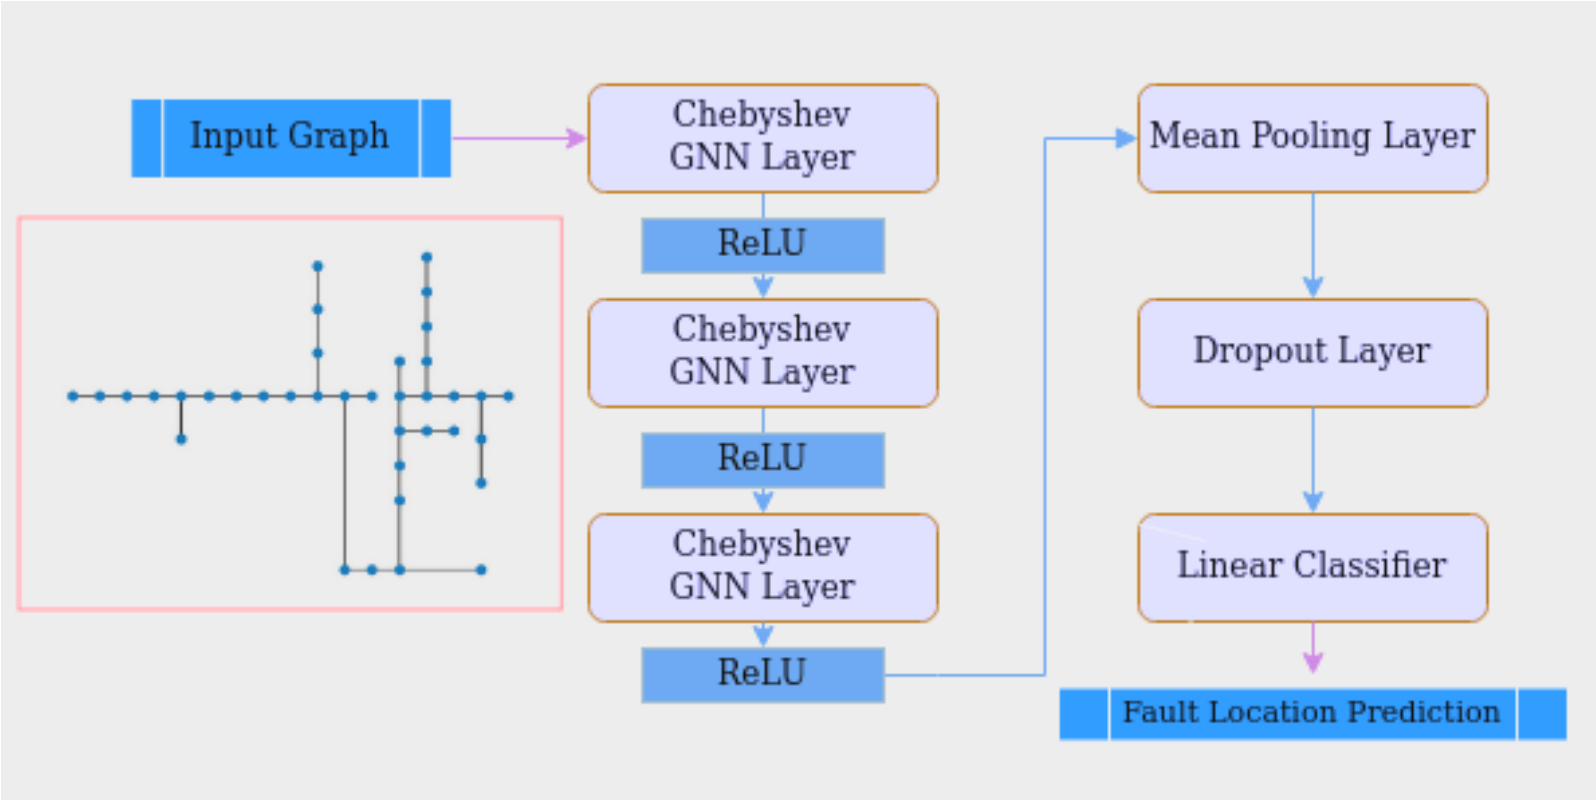 Input Graph
Chebyshev
GNN Layer
ReLU
Chebyshev
GNN Layer
ReLU
Chebyshev
GNN Layer
ReLU
Mean Pooling Layer
Dropout Layer
Linear Classifier
Fault Location Prediction